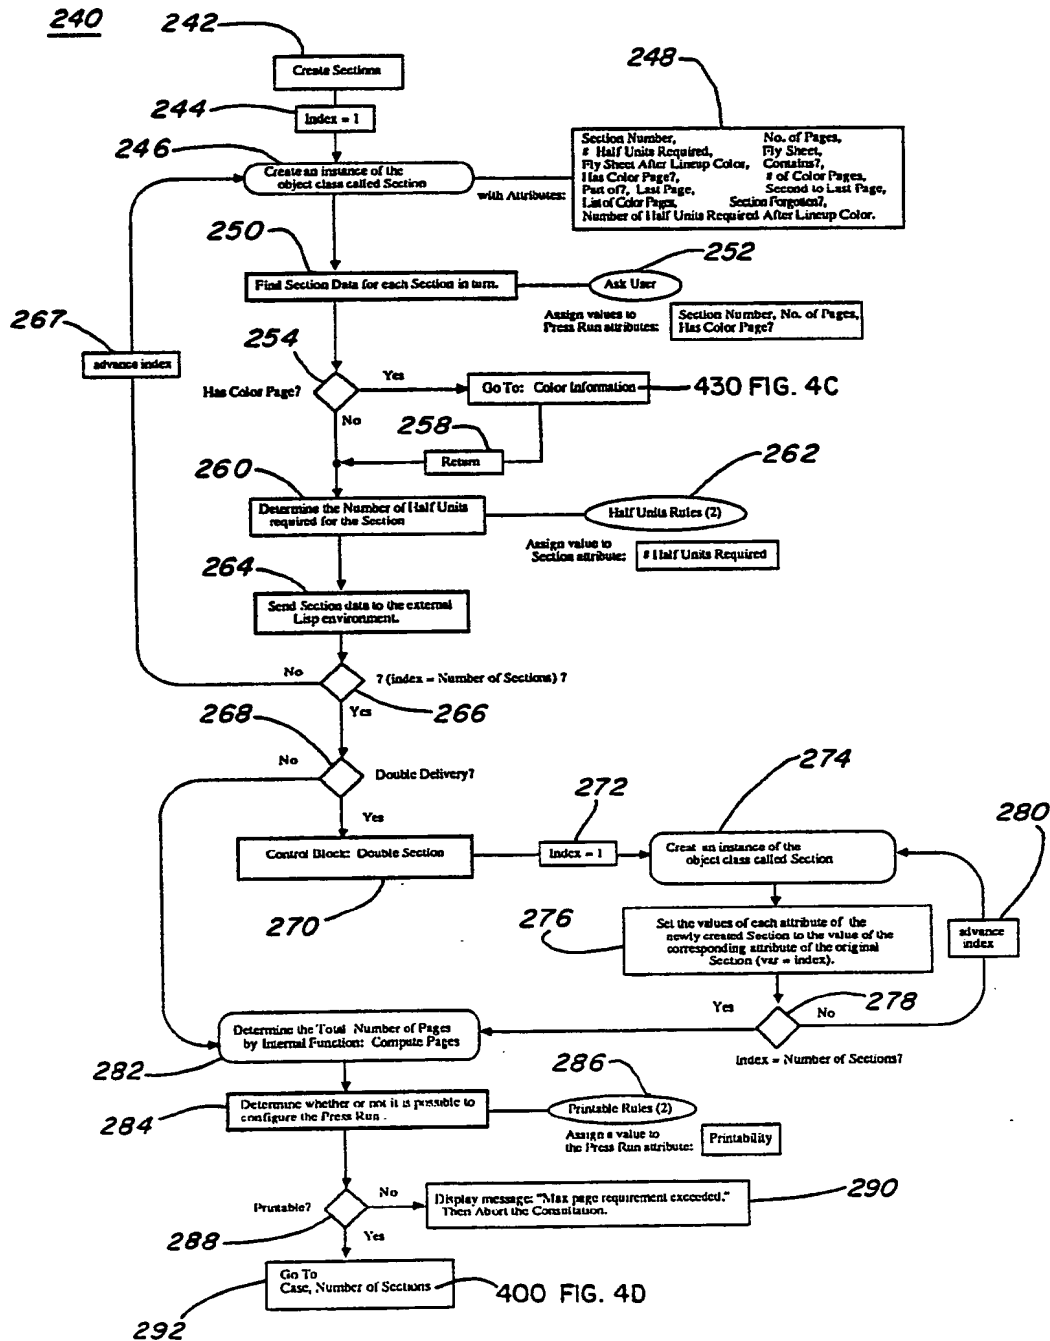 240
242
Create Sections
244
Index = 1
246
Create an instance of the
object class called Section
with Attributes:
248
Section Number, No. of Pages,
# Half Units Required, Fly Sheet,
Fly Sheet After Lineup Color, Contains?,
Has Color Page?, # of Color Pages,
Part of?, Last Page, Second to Last Page,
List of Color Pages, Section Forgotten?,
Number of Half Units Required After Lineup Color.
250
Find Section Data for each Section in turn.
252
Ask User
Assign values to
Press Run attributes:
Section Number, No. of Pages,
Has Color Page?
267
advance index
254
Has Color Page?
Yes
No
Go To: Color Information
430 FIG. 4C
258
Return
260
Determine the Number of Half Units
required for the Section
262
Half Units Rules (2)
Assign value to
Section attribute:
# Half Units Required
264
Send Section data to the external
Lisp environment.
No
? (Index = Number of Sections) ?
266
Yes
268
No
Double Delivery?
Yes
Control Block: Double Section
270
272
Index = 1
274
Creat an instance of the
object class called Section
280
advance
index
276
Set the values of each attribute of the
newly created Section to the value of the
corresponding attribute of the original
Section (var = index).
Yes
No
278
Index = Number of Sections?
Determine the Total Number of Pages
by Internal Function: Compute Pages
282
284
Determine whether or not it is possible to
configure the Press Run .
286
Printable Rules (2)
Assign a value to
the Press Run attribute:
Printability
Printable?
No
288
Yes
Display message: "Max page requirement exceeded."
Then Abort the Consultation.
290
Go To
Case, Number of Sections
400 FIG. 4D
292